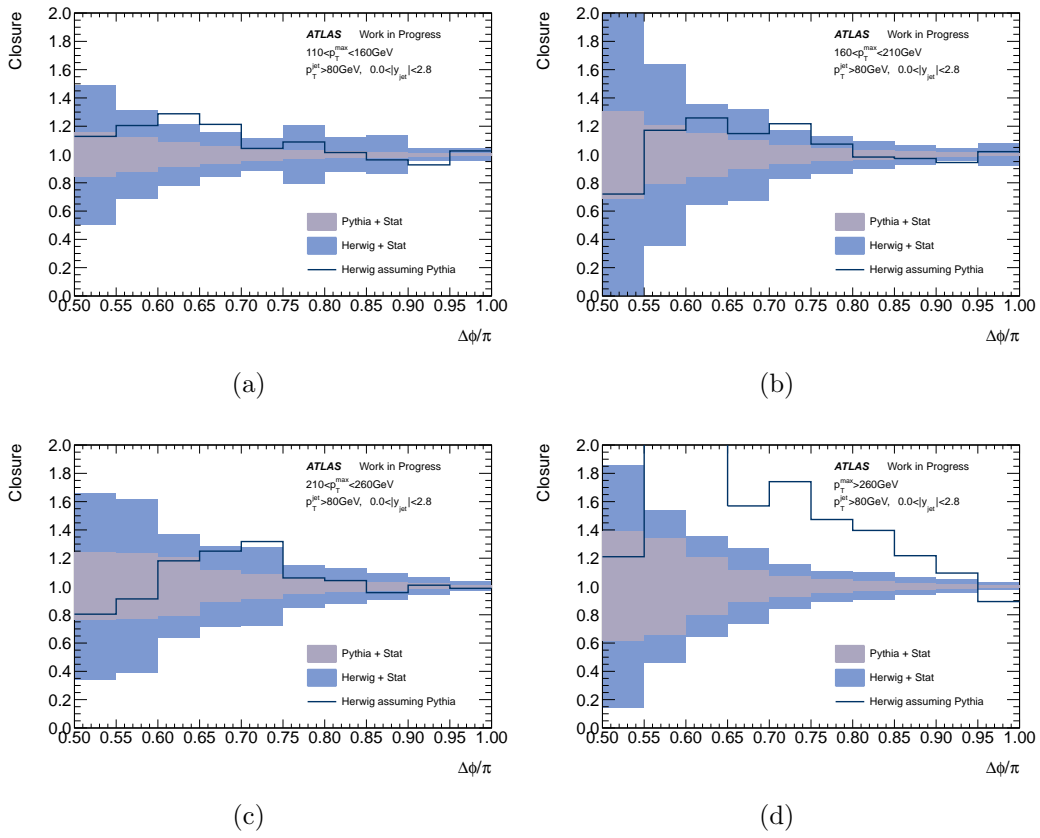 Closure
2.0
1.8
1.6
1.4
1.2
1.0
0.8
0.6
0.4
0.2
0.0
ATLAS Work in Progress
110<p_T^max<160GeV
p_T^jet>80GeV, 0.0<|y_jet|<2.8
Pythia + Stat
Herwig + Stat
Herwig assuming Pythia
0.50 0.55 0.60 0.65 0.70 0.75 0.80 0.85 0.90 0.95 1.00
Δϕ/π
(a)
Closure
2.0
1.8
1.6
1.4
1.2
1.0
0.8
0.6
0.4
0.2
0.0
ATLAS Work in Progress
160<p_T^max<210GeV
p_T^jet>80GeV, 0.0<|y_jet|<2.8
Pythia + Stat
Herwig + Stat
Herwig assuming Pythia
0.50 0.55 0.60 0.65 0.70 0.75 0.80 0.85 0.90 0.95 1.00
Δϕ/π
(b)
Closure
2.0
1.8
1.6
1.4
1.2
1.0
0.8
0.6
0.4
0.2
0.0
ATLAS Work in Progress
210<p_T^max<260GeV
p_T^jet>80GeV, 0.0<|y_jet|<2.8
Pythia + Stat
Herwig + Stat
Herwig assuming Pythia
0.50 0.55 0.60 0.65 0.70 0.75 0.80 0.85 0.90 0.95 1.00
Δϕ/π
(c)
Closure
2.0
1.8
1.6
1.4
1.2
1.0
0.8
0.6
0.4
0.2
0.0
ATLAS Work in Progress
p_T^max>260GeV
p_T^jet>80GeV, 0.0<|y_jet|<2.8
Pythia + Stat
Herwig + Stat
Herwig assuming Pythia
0.50 0.55 0.60 0.65 0.70 0.75 0.80 0.85 0.90 0.95 1.00
Δϕ/π
(d)